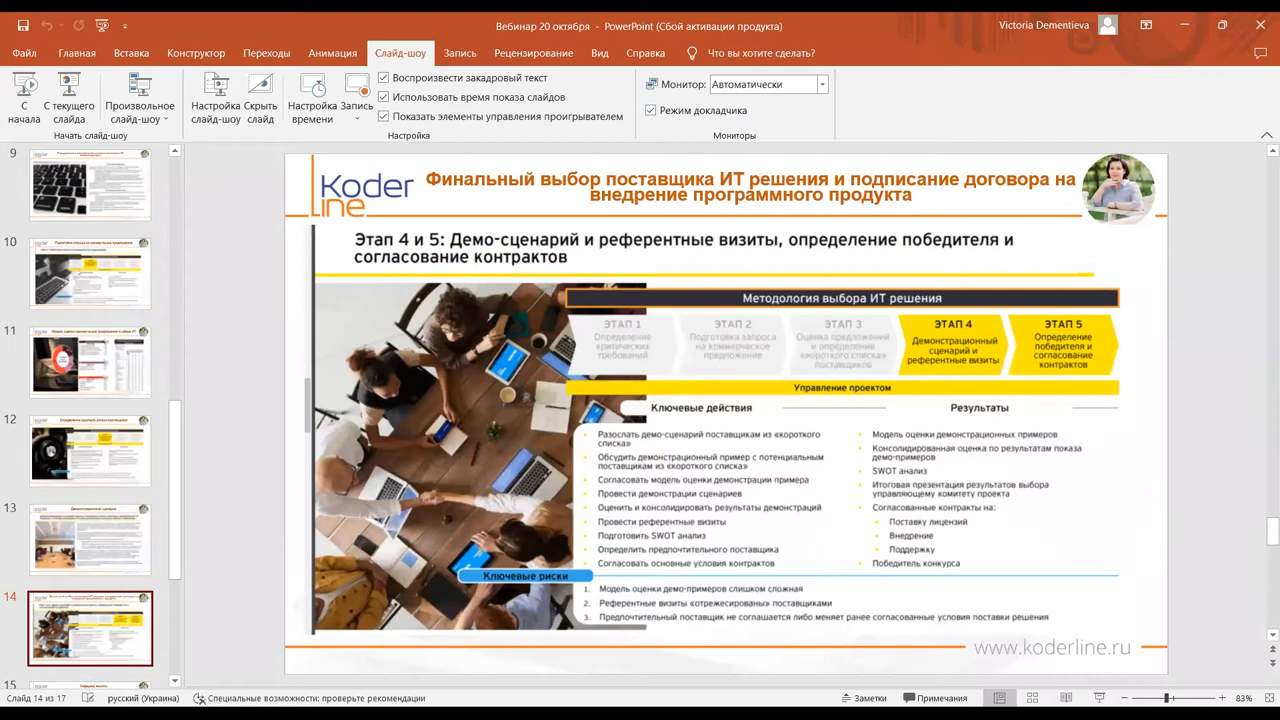 Вебинар 20 октября - PowerPoint (Сбой активации продукта)
Victoria Dementieva
Файл Главная Вставка Конструктор Переходы Анимация Слайд-шоу Запись Рецензирование Вид Справка Что вы хотите сделать?
С начала
С текущего слайда
Произвольное слайд-шоу
Начать слайд-шоу
Настройка слайд-шоу
Скрыть слайд
Настройка времени
Запись
Воспроизвести закадровый текст
Использовать время показа слайдов
Показать элементы управления проигрывателем
Настройка
Монитор: Автоматически
Режим докладчика
Мониторы
9
10
11
12
13
Демонстрационный сценарий
14
15
Koder line
Финальный выбор поставщика ИТ решения и подписание договора на
внедрение программного продукта
Этап 4 и 5: Демо-сценарий и референтные визиты, определение победителя и
согласование контрактов
Методология выбора ИТ решения
ЭТАП 1
Определение
критических
требований
ЭТАП 2
Подготовка запроса
на коммерческое
предложение
ЭТАП 3
Оценка предложений
и определение
«короткого списка»
поставщиков
ЭТАП 4
Демонстрационный
сценарий и
референтные визиты
ЭТАП 5
Определение
победителя и
согласование
контрактов
Управление проектом
Ключевые действия
Разослать демо-сценарий поставщикам из «короткого
списка»
Обсудить демонстрационный пример с потенциальным
поставщикам из «короткого списка»
Согласовать модель оценки демонстрации примера
Провести демонстрации сценариев
Оценить и консолидировать результаты демонстраций
Провести референтные визиты
Подготовить SWOT анализ
Определить предпочтительного поставщика
Согласовать основные условия контрактов
Результаты
Модель оценки демонстрационных примеров
Консолидированная оценка по результатам показа
демо-примеров
SWOT анализ
Итоговая презентация результатов выбора
управляющему комитету проекта
Согласованные контракты на:
Поставку лицензий
Внедрение
Поддержку
Победитель конкурса
Ключевые риски
1. Модель оценки демо-примеров слишком сложная
2. Референтные визиты «отрежесированы» поставщиками
3. Предпочтительный поставщик не соглашается либо меняет ранее согласованные условия поставки решения
www.koderline.ru
Слайд 14 из 17 русский (Украина) Специальные возможности: проверьте рекомендации Заметки Примечания 83%